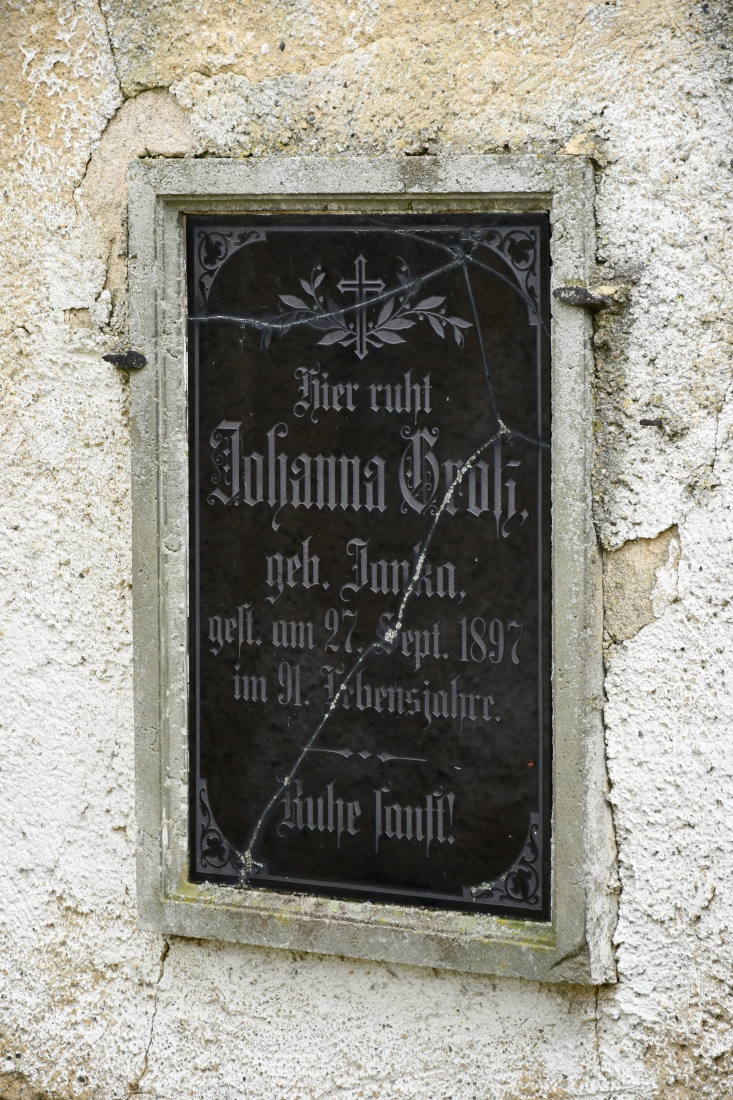 Hier ruht
Johanna Groß,
geb. Janka,
gest. am 27. Sept. 1897
im 91. Lebensjahre.
Ruhe sanft!